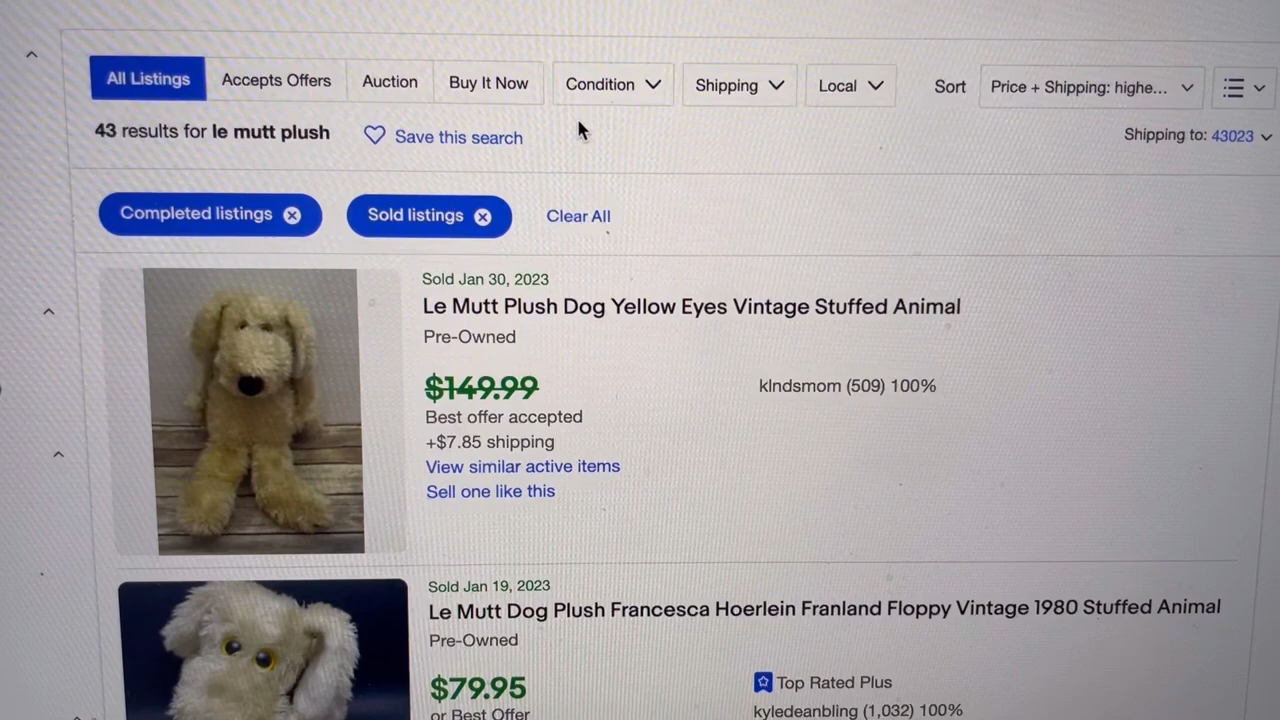 All Listings Accepts Offers Auction Buy It Now Condition Shipping Local Sort Price + Shipping: highe...
43 results for le mutt plush Save this search Shipping to: 43023
Completed listings Sold listings Clear All
Sold Jan 30, 2023
Le Mutt Plush Dog Yellow Eyes Vintage Stuffed Animal
Pre-Owned
$149.99 klndsmom (509) 100%
Best offer accepted
+$7.85 shipping
View similar active items
Sell one like this
Sold Jan 19, 2023
Le Mutt Dog Plush Francesca Hoerlein Franland Floppy Vintage 1980 Stuffed Animal
Pre-Owned
$79.95 Top Rated Plus
or Best Offer kyledeanbling (1,032) 100%